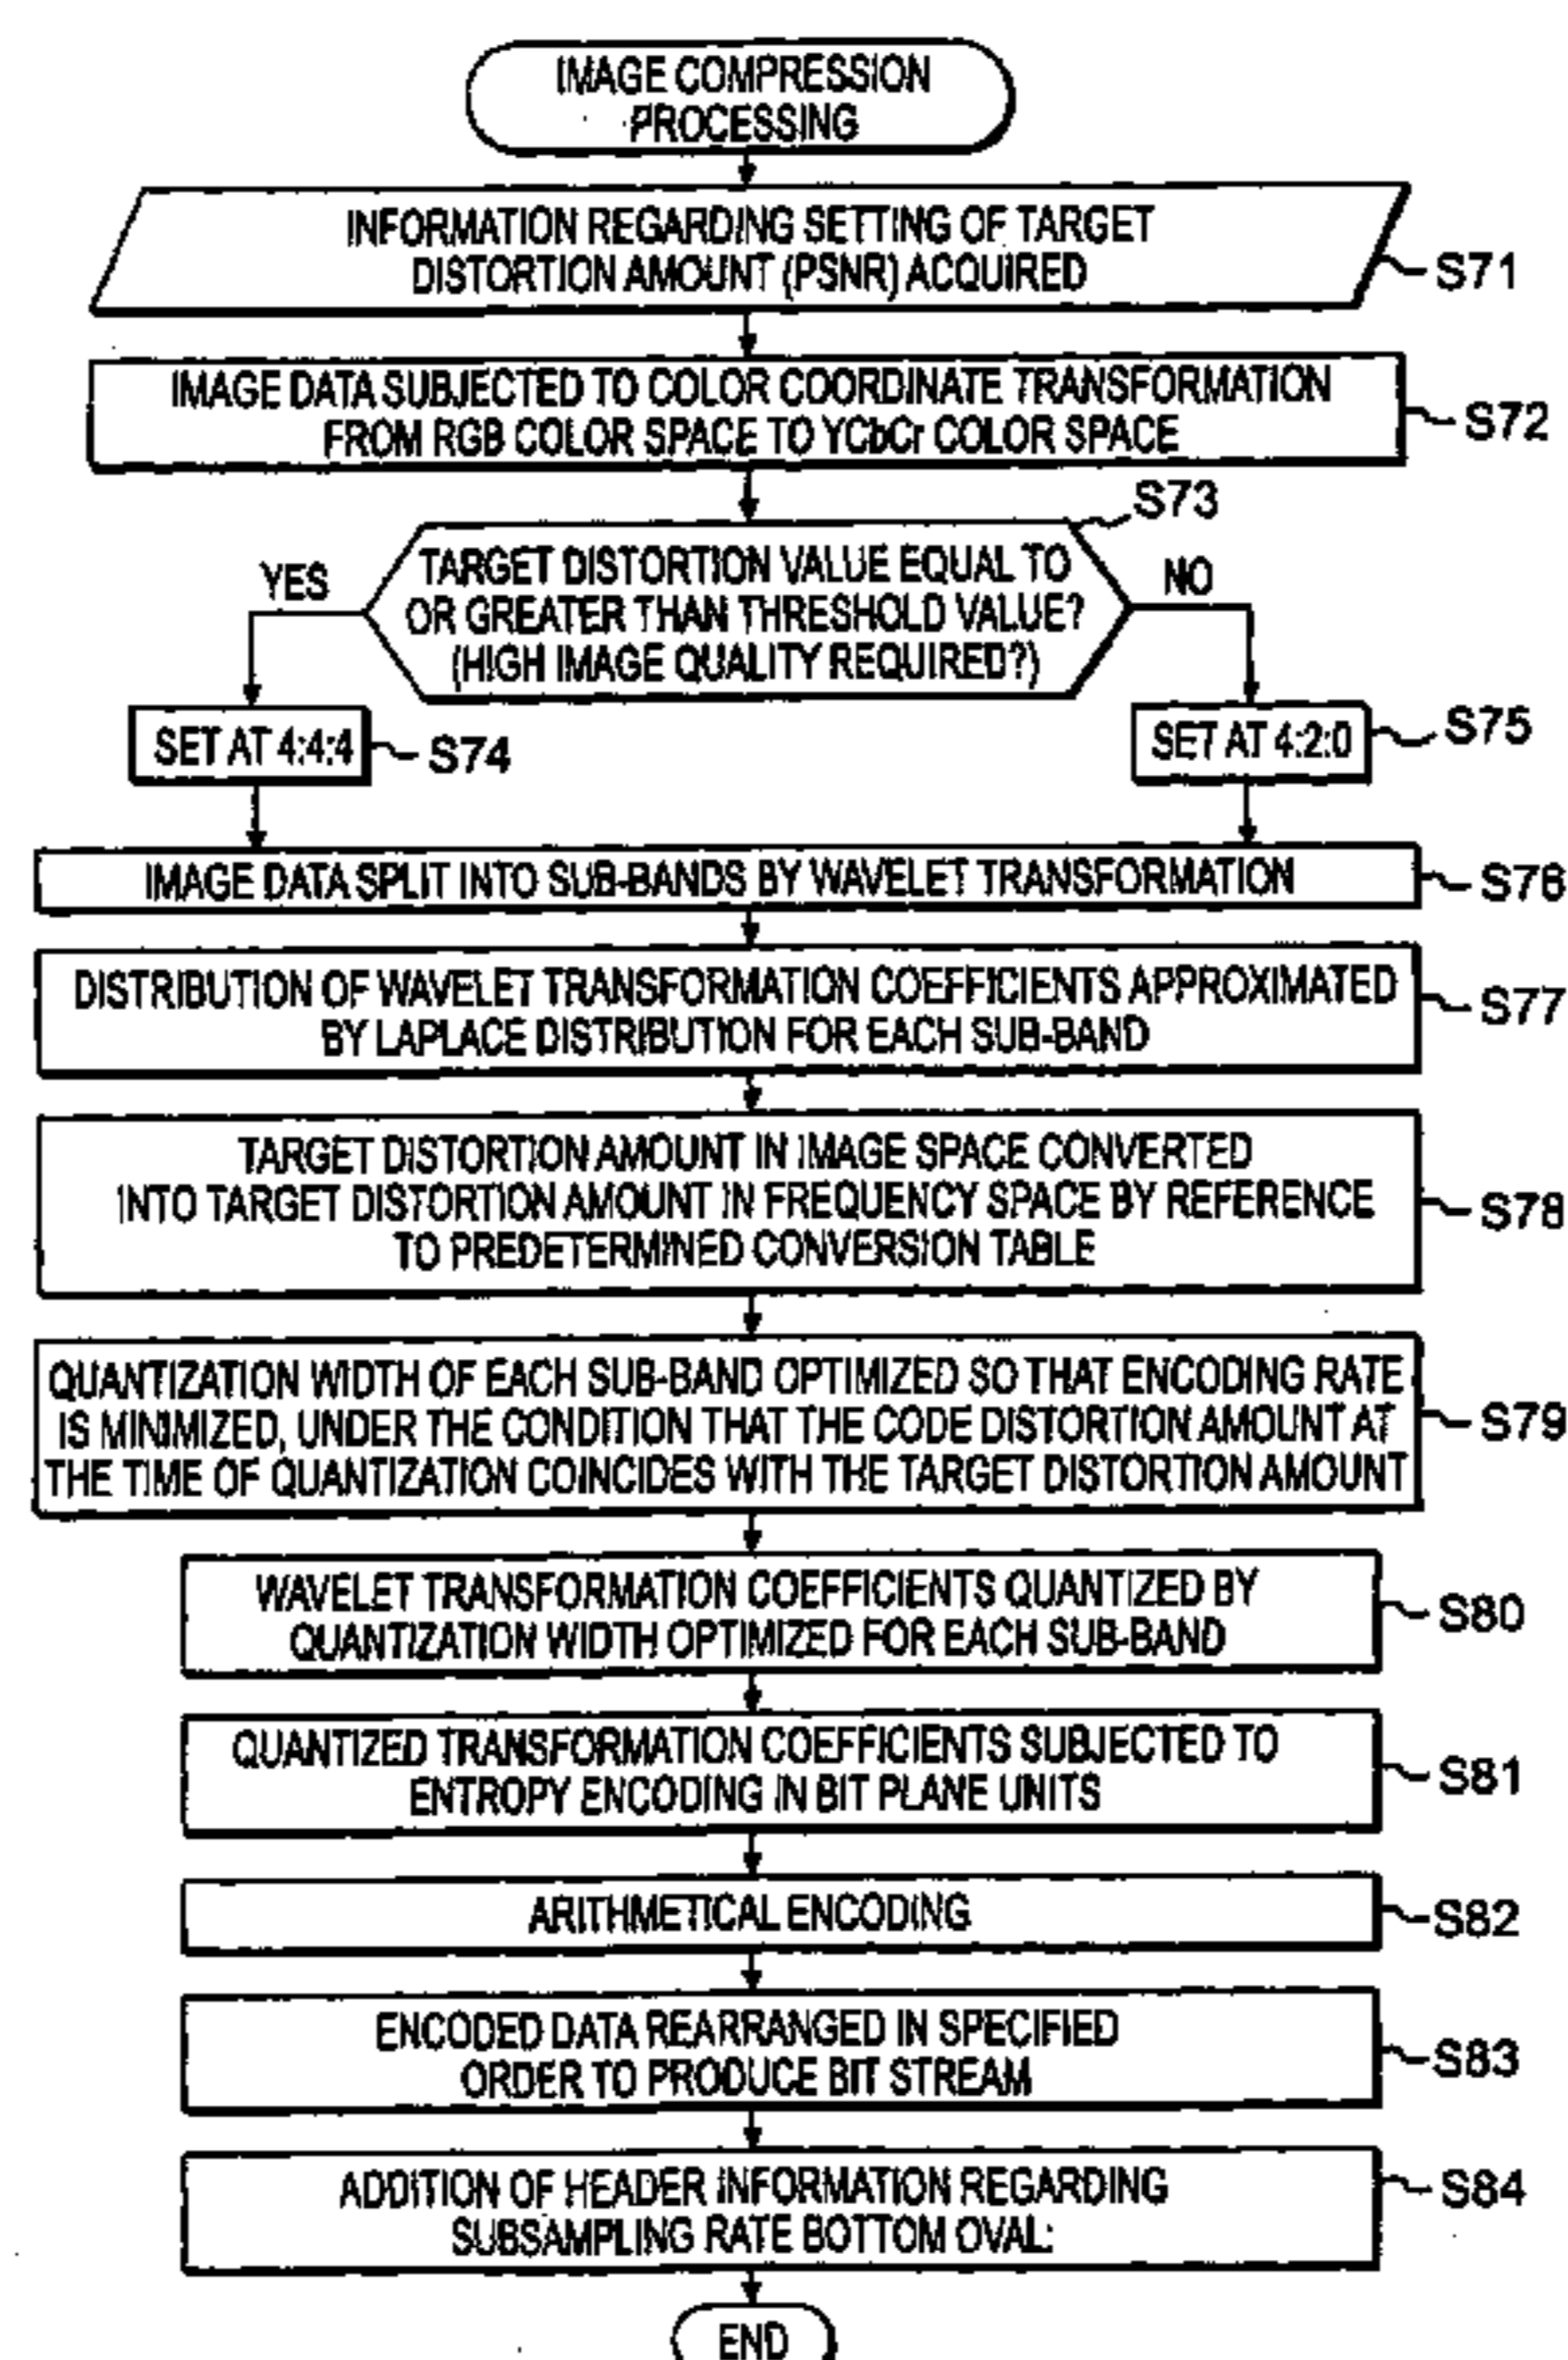 IMAGE COMPRESSION
PROCESSING
INFORMATION REGARDING SETTING OF TARGET
DISTORTION AMOUNT (PSNR) ACQUIRED
S71
IMAGE DATA SUBJECTED TO COLOR COORDINATE TRANSFORMATION
FROM RGB COLOR SPACE TO YCbCr COLOR SPACE
S72
S73
TARGET DISTORTION VALUE EQUAL TO
OR GREATER THAN THRESHOLD VALUE?
(HIGH IMAGE QUALITY REQUIRED?)
YES
NO
SET AT 4:4:4
S74
SET AT 4:2:0
S75
IMAGE DATA SPLIT INTO SUB-BANDS BY WAVELET TRANSFORMATION
S76
DISTRIBUTION OF WAVELET TRANSFORMATION COEFFICIENTS APPROXIMATED
BY LAPLACE DISTRIBUTION FOR EACH SUB-BAND
S77
TARGET DISTORTION AMOUNT IN IMAGE SPACE CONVERTED
INTO TARGET DISTORTION AMOUNT IN FREQUENCY SPACE BY REFERENCE
TO PREDETERMINED CONVERSION TABLE
S78
QUANTIZATION WIDTH OF EACH SUB-BAND OPTIMIZED SO THAT ENCODING RATE
IS MINIMIZED, UNDER THE CONDITION THAT THE CODE DISTORTION AMOUNT AT
THE TIME OF QUANTIZATION COINCIDES WITH THE TARGET DISTORTION AMOUNT
S79
WAVELET TRANSFORMATION COEFFICIENTS QUANTIZED BY
QUANTIZATION WIDTH OPTIMIZED FOR EACH SUB-BAND
S80
QUANTIZED TRANSFORMATION COEFFICIENTS SUBJECTED TO
ENTROPY ENCODING IN BIT PLANE UNITS
S81
ARITHMETICAL ENCODING
S82
ENCODED DATA REARRANGED IN SPECIFIED
ORDER TO PRODUCE BIT STREAM
S83
ADDITION OF HEADER INFORMATION REGARDING
SUBSAMPLING RATE BOTTOM OVAL:
S84
END